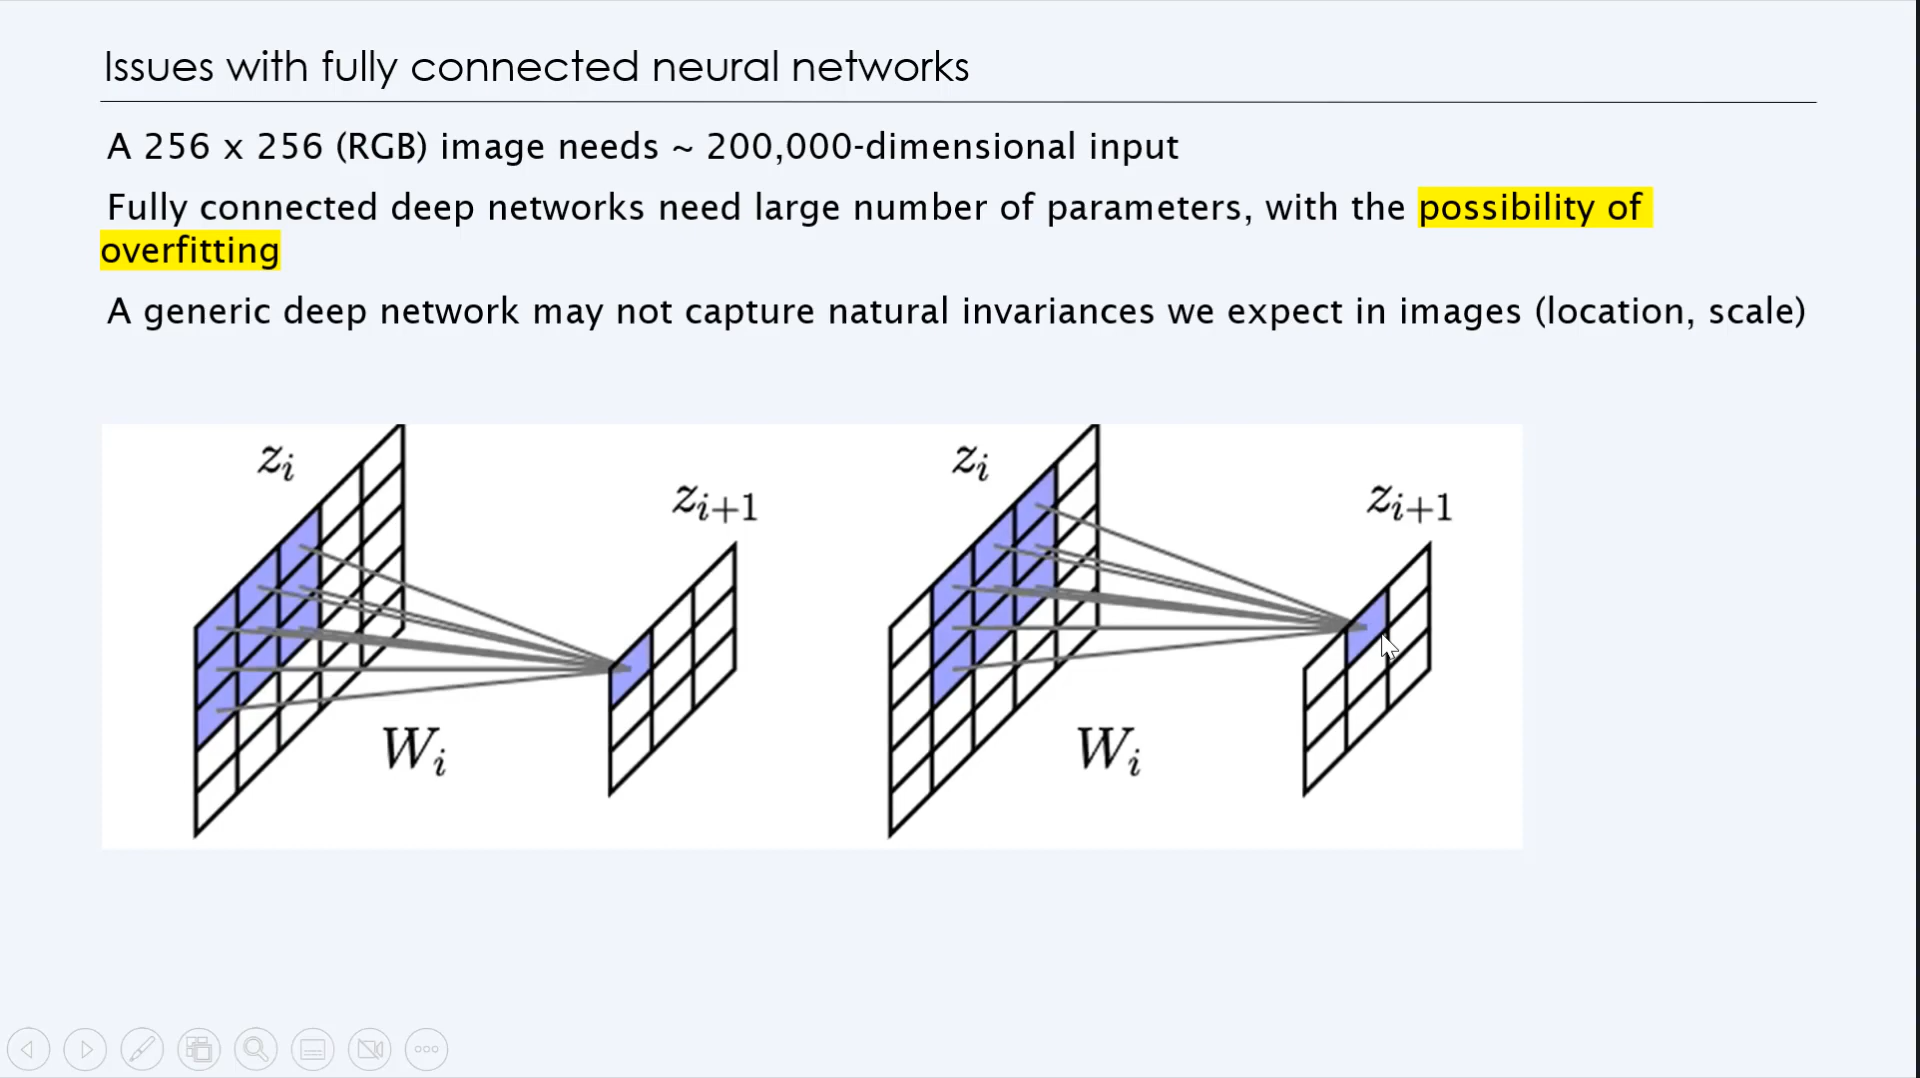 Issues with fully connected neural networks
A 256 x 256 (RGB) image needs ~ 200,000-dimensional input
Fully connected deep networks need large number of parameters, with the possibility of
overfitting
A generic deep network may not capture natural invariances we expect in images (location, scale)
z_i
z_{i+1}
W_i
z_i
z_{i+1}
W_i